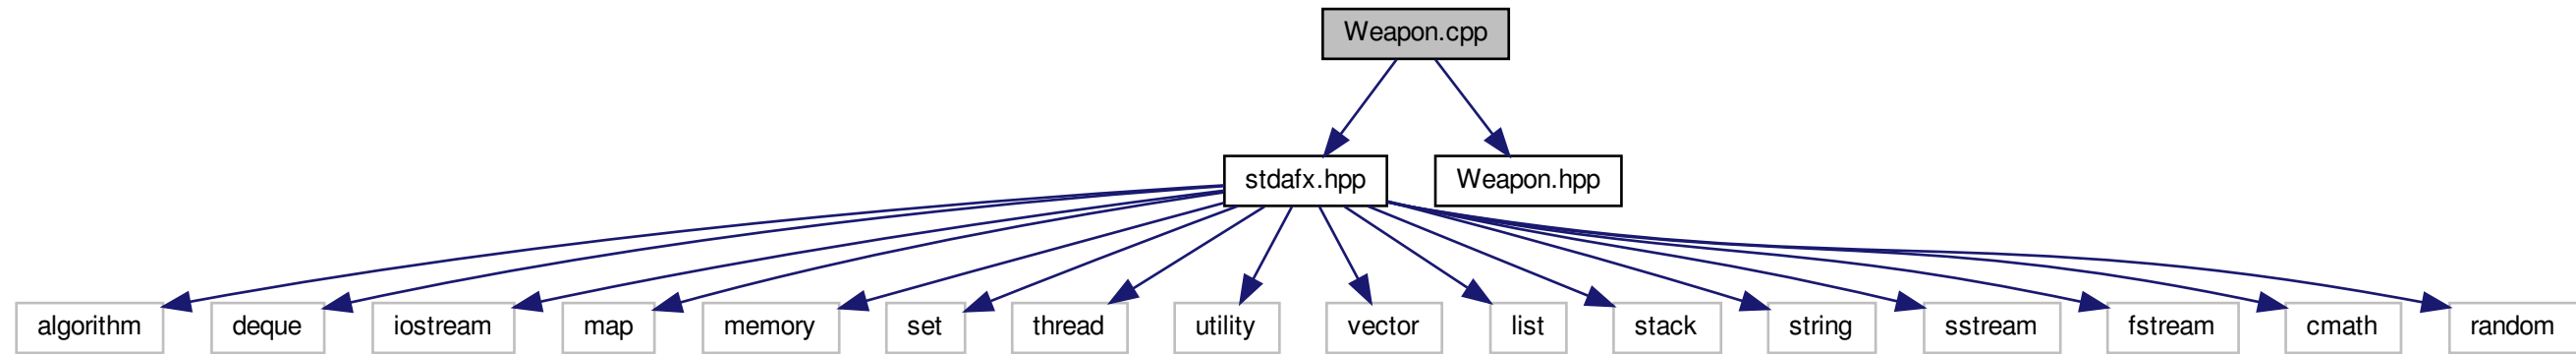 Weapon.cpp
stdafx.hpp
Weapon.hpp
algorithm
deque
iostream
map
memory
set
thread
utility
vector
list
stack
string
sstream
fstream
cmath
random